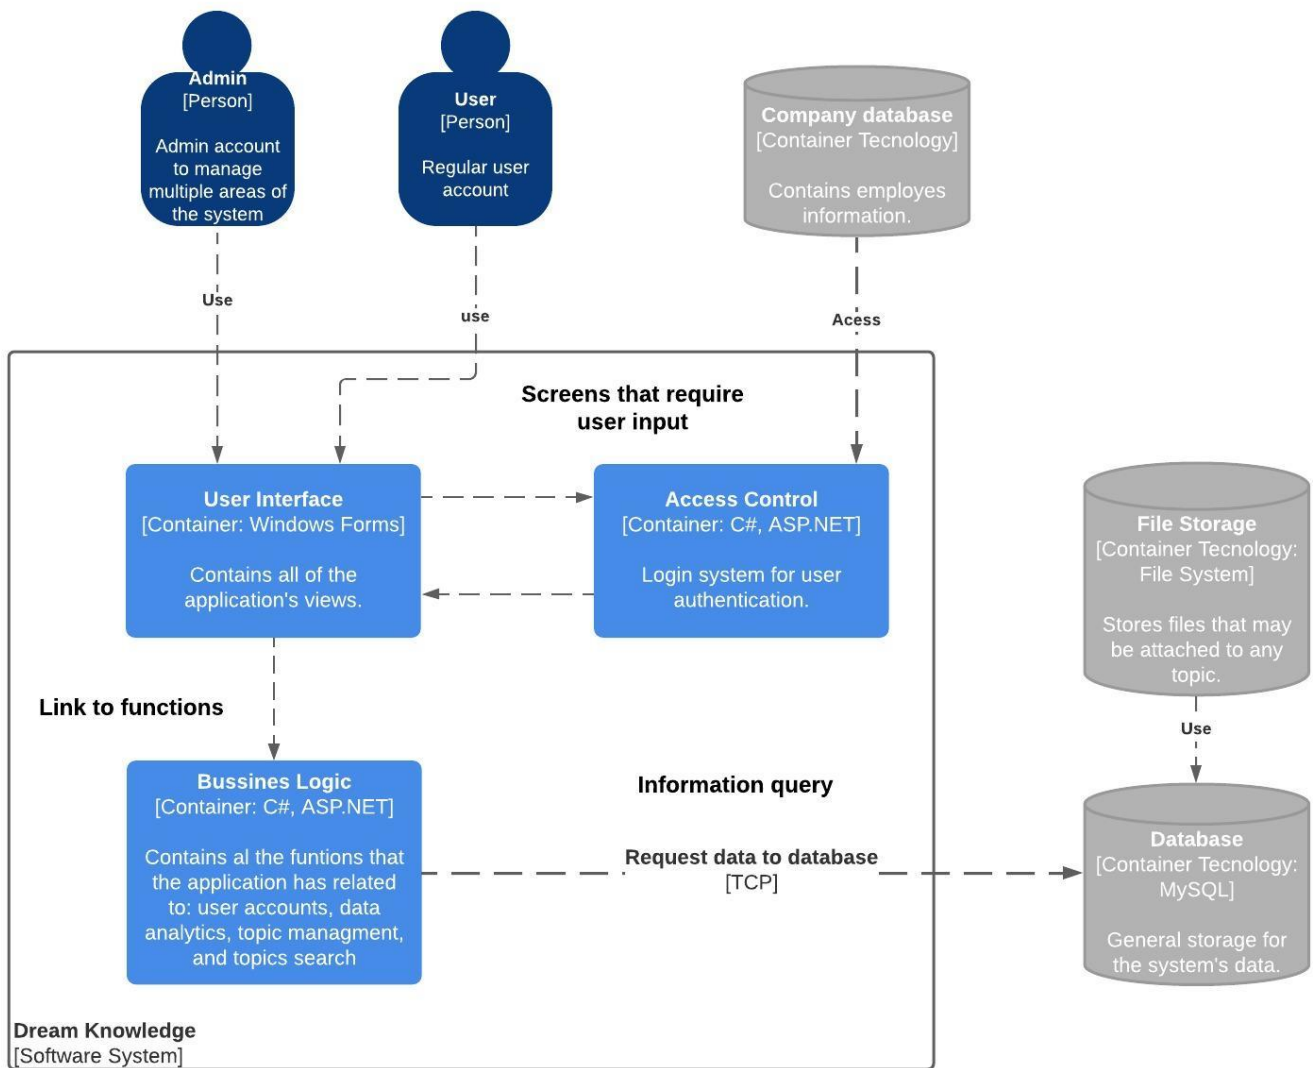 Admin
[Person]
Admin account
to manage
multiple areas of
the system
User
[Person]
Regular user
account
Company database
[Container Tecnology]
Contains employes
information.
Use
use
Acess
Screens that require
user input
User Interface
[Container: Windows Forms]
Contains all of the
application's views.
Access Control
[Container: C#, ASP.NET]
Login system for user
authentication.
File Storage
[Container Tecnology:
File System]
Stores files that may
be attached to any
topic.
Link to functions
Use
Bussines Logic
[Container: C#, ASP.NET]
Contains al the funtions that
the application has related
to: user accounts, data
analytics, topic managment,
and topics search
Information query
Request data to database
[TCP]
Database
[Container Tecnology:
MySQL]
General storage for
the system's data.
Dream Knowledge
[Software System]